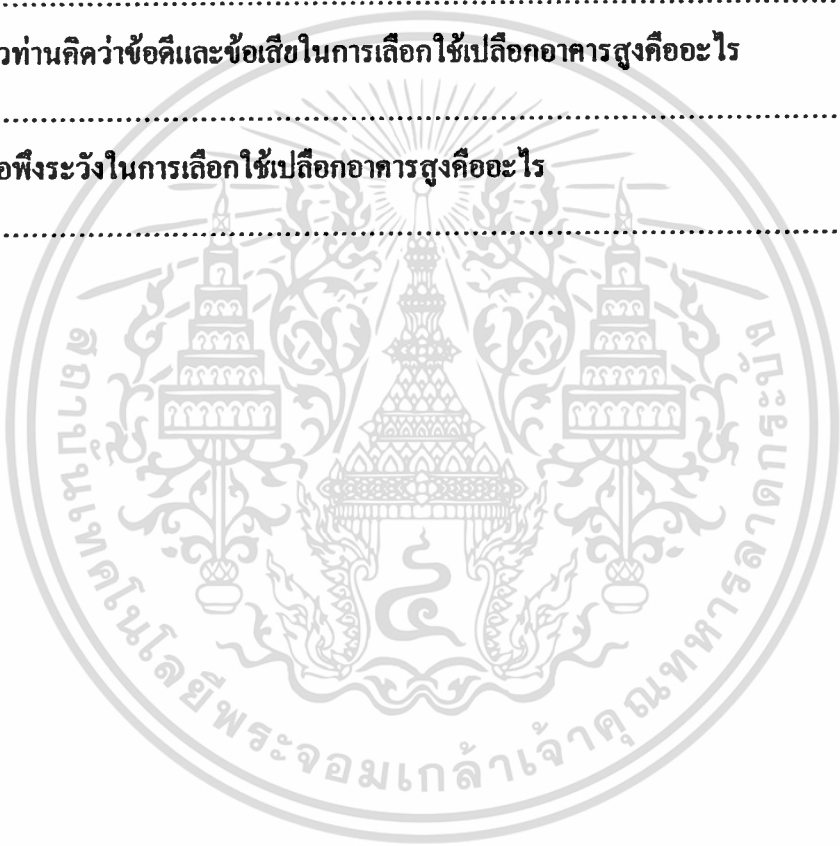 วท่านคิดว่าข้อดีและข้อเสียในการเลือกใช้เปลือกอาคารสูงคืออะไร
อพึงระวังในการเลือกใช้เปลือกอาคารสูงคืออะไร
สถาบันเทคโนโลยีพระจอมเกล้าเจ้าคุณทหารลาดกระบัง